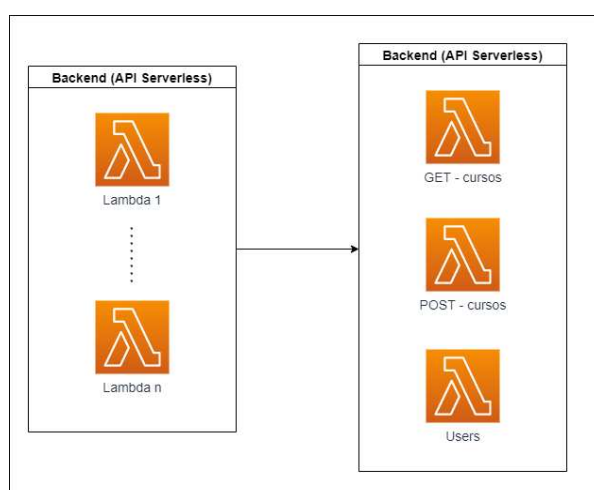 Backend (API Serverless)
Lambda 1
Lambda n
Backend (API Serverless)
GET - cursos
POST - cursos
Users